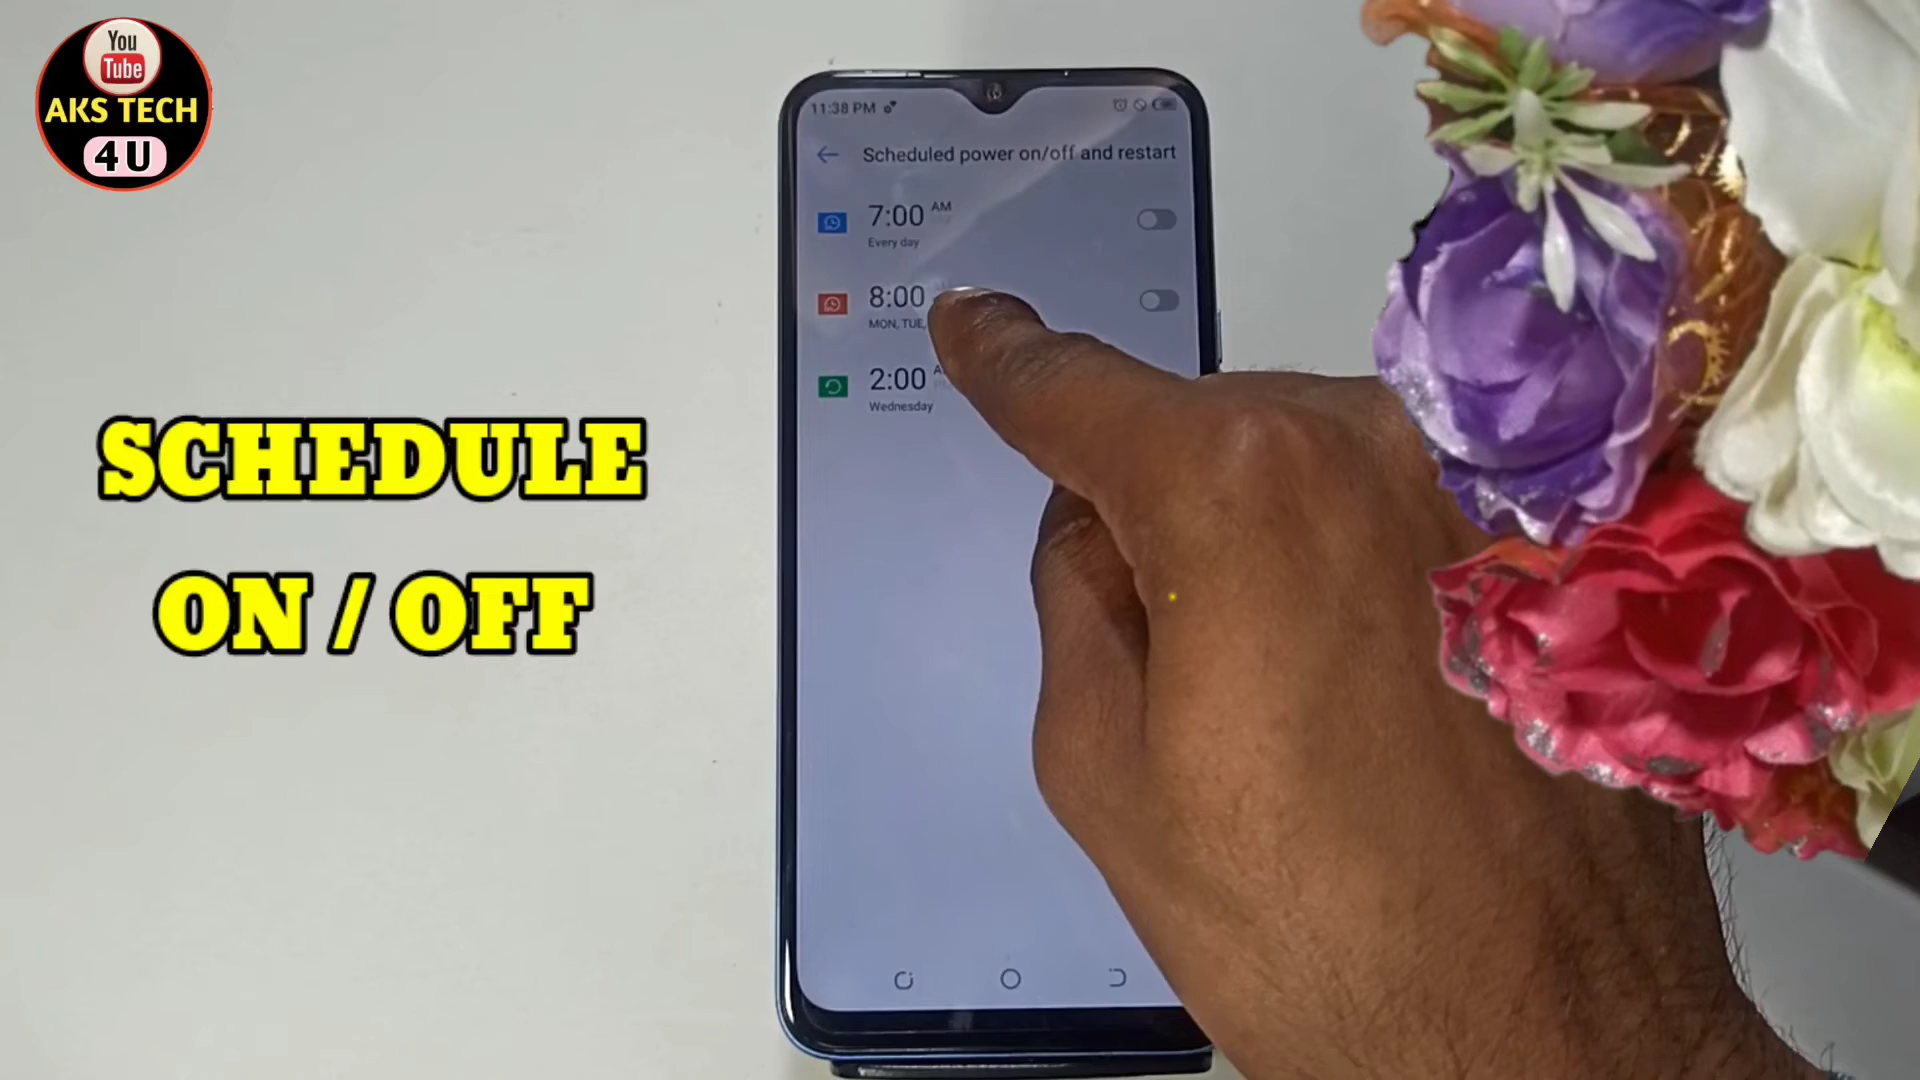 You
Tube
AKS TECH
4 U
11:38 PM
Scheduled power on/off and restart
7:00 AM
Every day
8:00
MON, TUE,
2:00
Wednesday
SCHEDULE
ON / OFF